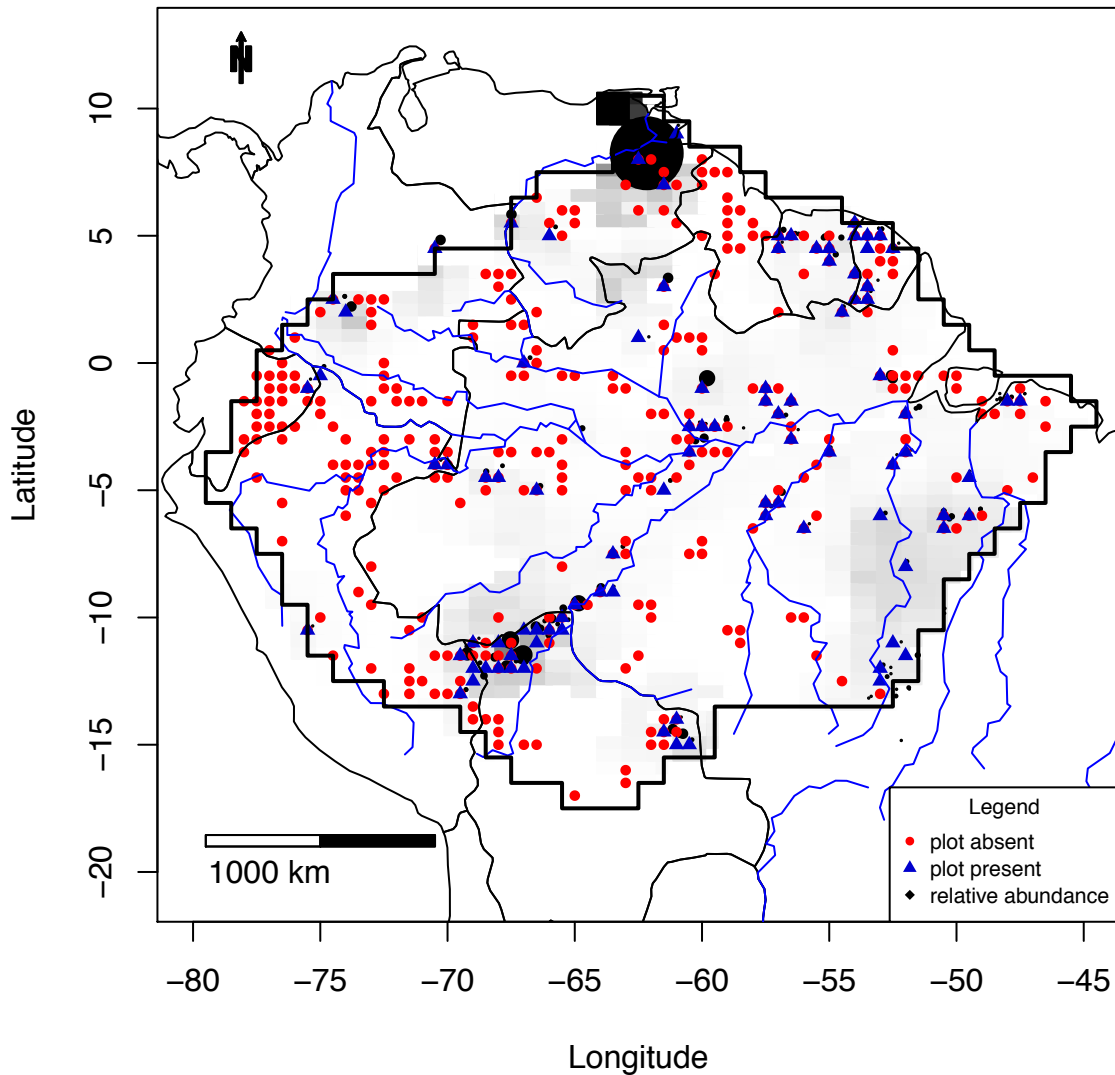 N
10
5
0
−5
−10
−15
−20
Latitude
1000 km
Legend
plot absent
plot present
relative abundance
−80
−75
−70
−65
−60
−55
−50
−45
Longitude